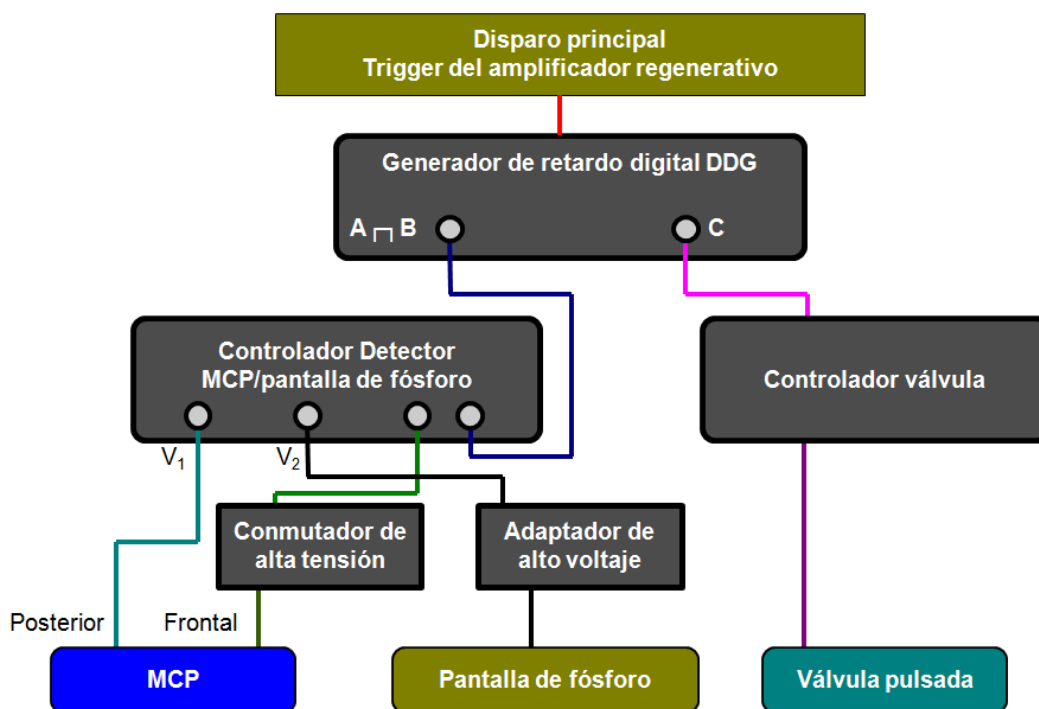 Disparo principal
Trigger del amplificador regenerativo
Generador de retardo digital DDG
A B
C
Controlador Detector
MCP/pantalla de fósforo
Controlador válvula
V₁
V₂
Conmutador de
alta tensión
Adaptador de
alto voltaje
Posterior
Frontal
MCP
Pantalla de fósforo
Válvula pulsada